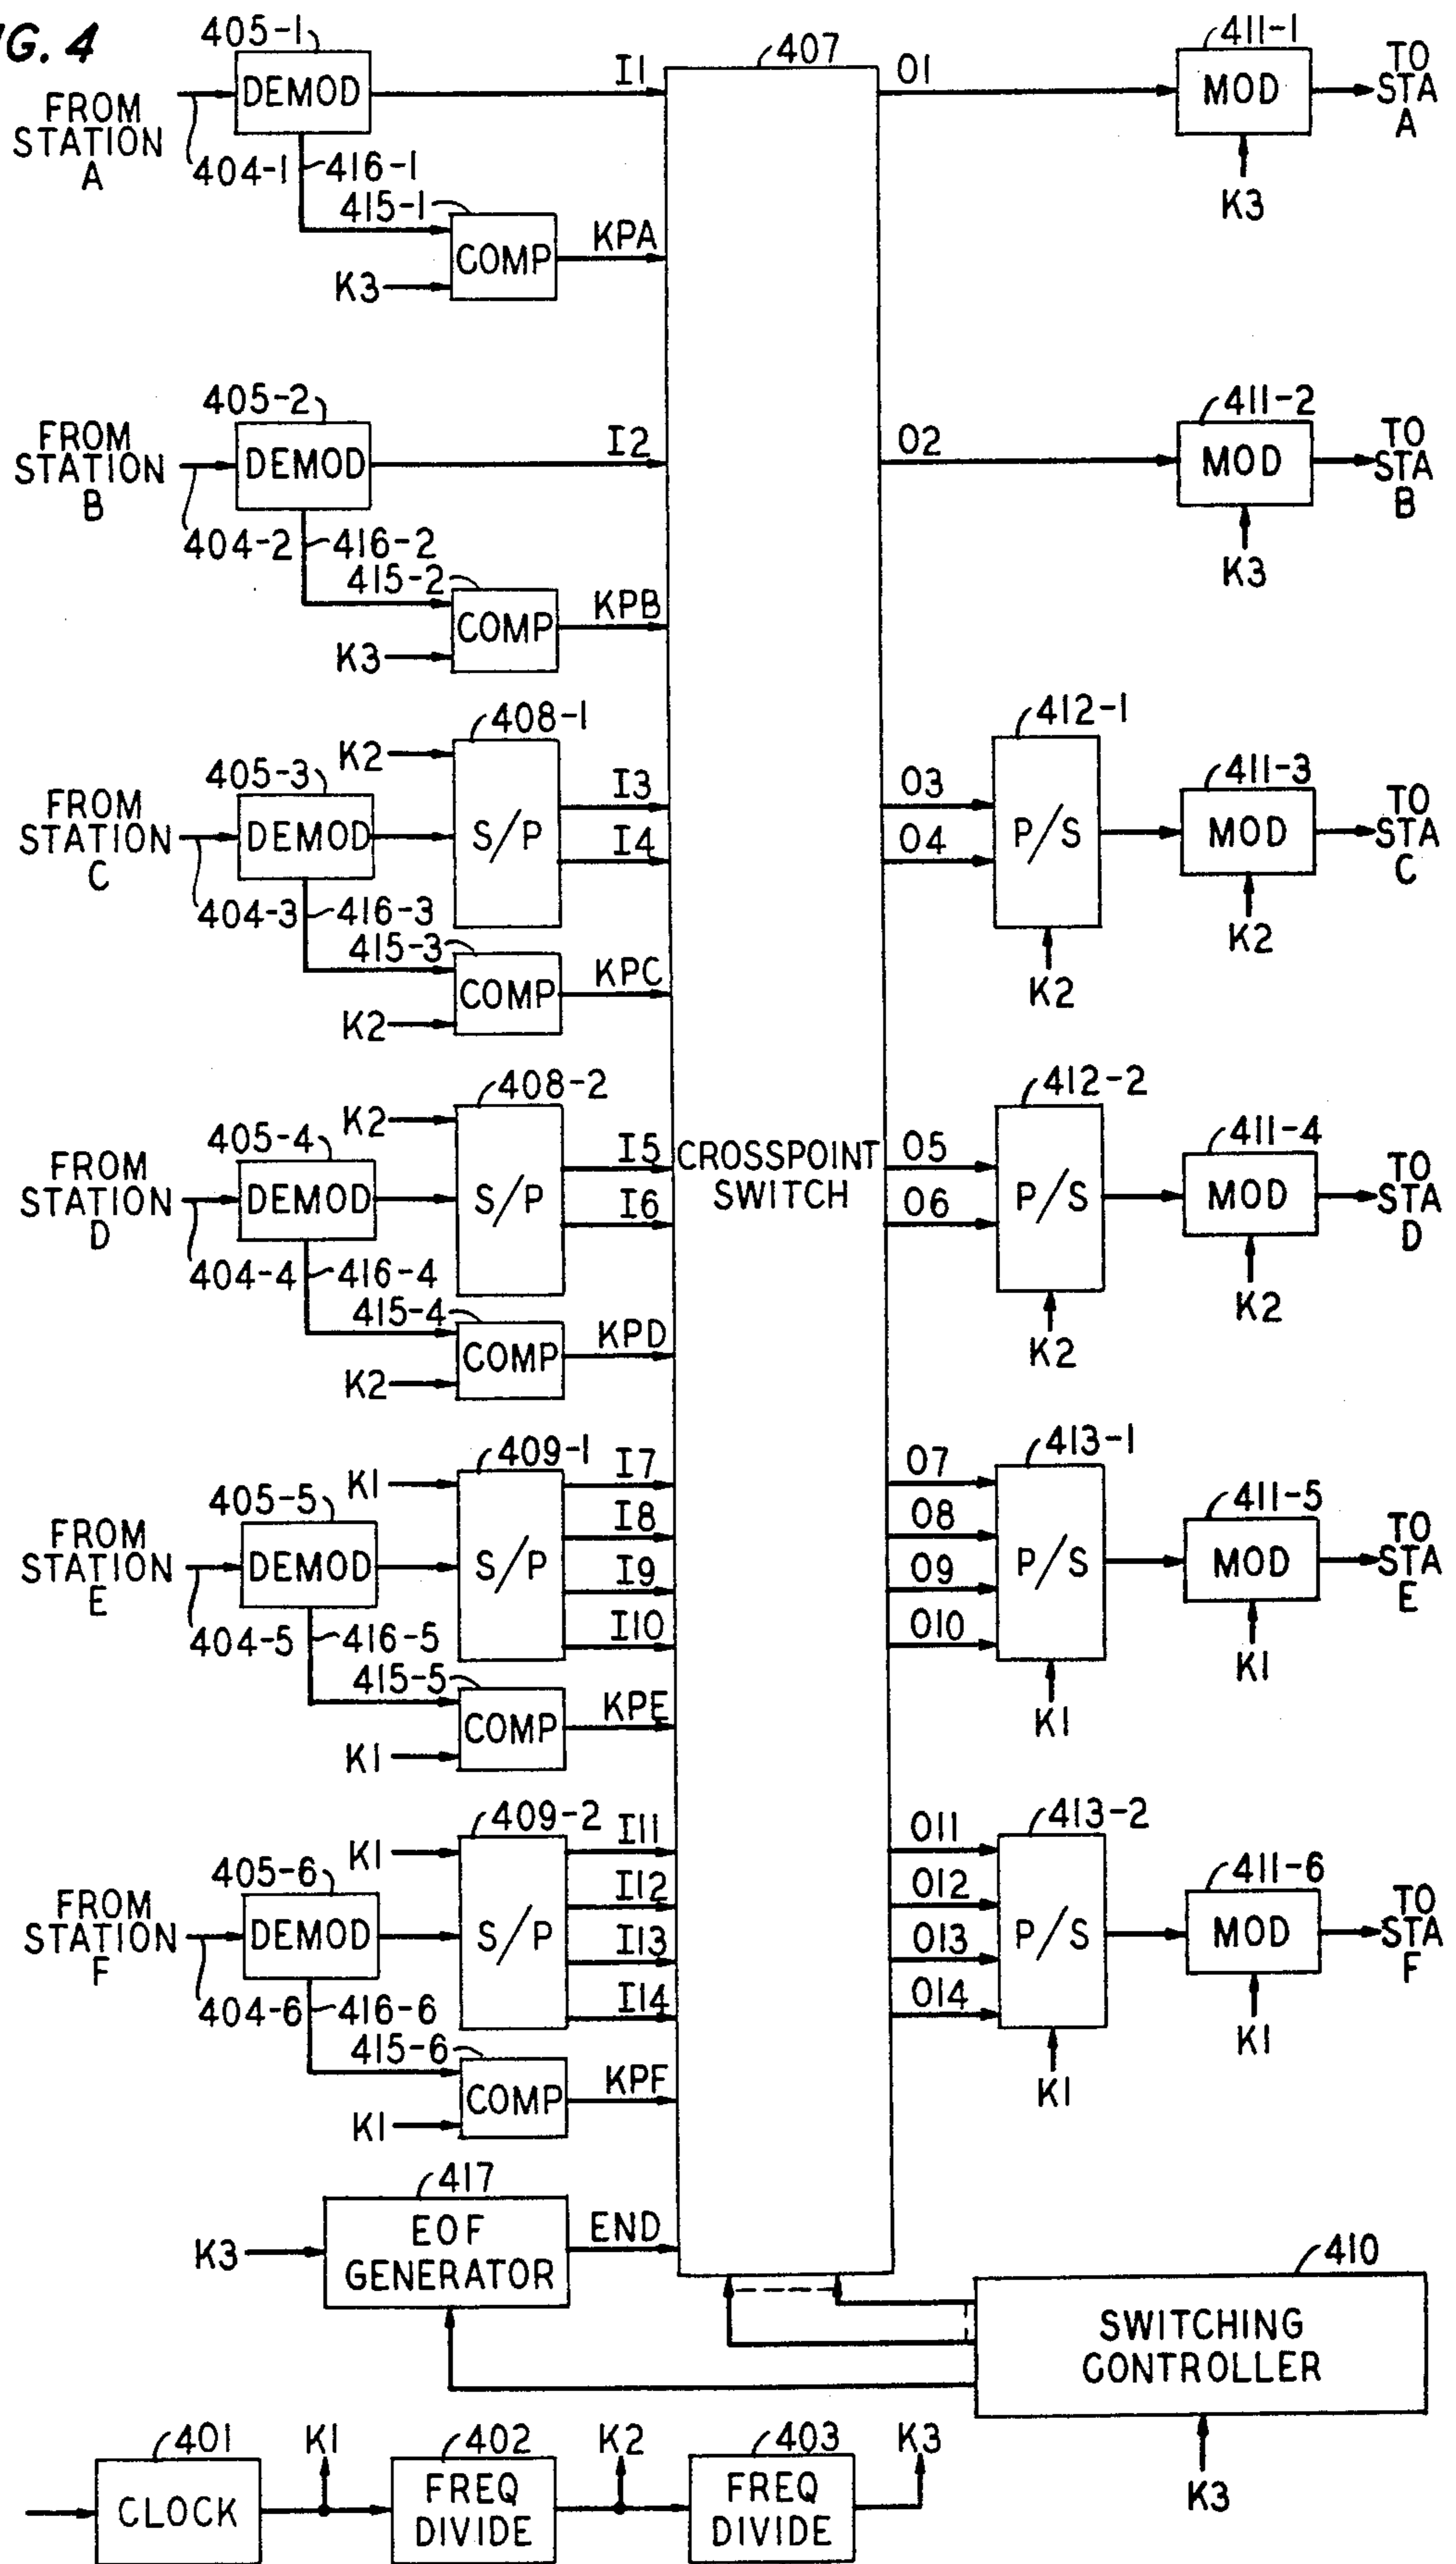 IG. 4
405-1
407
411-1
I1
O1
TO
STA
A
DEMOD
MOD
FROM
STATION
A
404-1
416-1
415-1
KPA
COMP
K3
K3
405-2
411-2
FROM
STATION
B
I2
O2
TO
STA
B
DEMOD
MOD
404-2
416-2
415-2
KPB
COMP
K3
K3
408-1
412-1
K2
405-3
411-3
FROM
STATION
C
I3
O3
TO
STA
C
DEMOD
S/P
I4
O4
P/S
MOD
404-3
416-3
415-3
KPC
K2
COMP
K2
K2
408-2
412-2
K2
405-4
411-4
FROM
STATION
D
I5
CROSSPOINT
SWITCH
O5
TO
STA
D
DEMOD
S/P
I6
O6
P/S
MOD
404-4
416-4
415-4
KPD
K2
COMP
K2
K2
409-1
413-1
K1
I7
O7
405-5
411-5
FROM
STATION
E
I8
O8
TO
STA
E
DEMOD
S/P
I9
O9
P/S
MOD
I10
O10
404-5
416-5
415-5
KPE
K1
COMP
K1
K1
409-2
413-2
K1
I11
O11
405-6
411-6
FROM
STATION
F
I12
O12
TO
STA
F
DEMOD
S/P
I13
O13
P/S
MOD
I14
O14
404-6
416-6
415-6
KPF
K1
COMP
K1
K1
417
EOF
GENERATOR
END
K3
410
SWITCHING
CONTROLLER
K3
401
K1
402
K2
403
K3
CLOCK
FREQ
DIVIDE
FREQ
DIVIDE